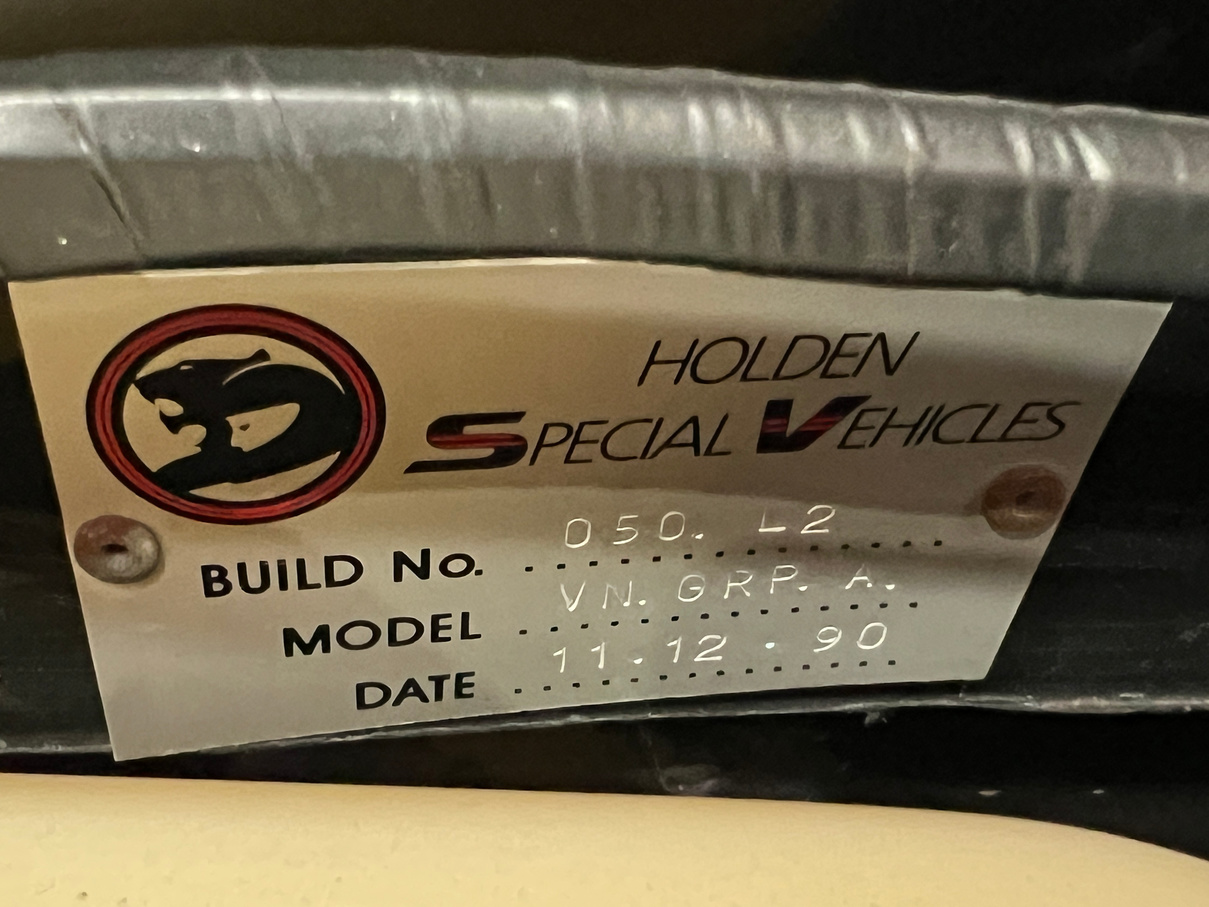 HOLDEN
SPECIAL VEHICLES
BUILD No. 050. L2
MODEL VN. GRP. A.
DATE 11.12.90